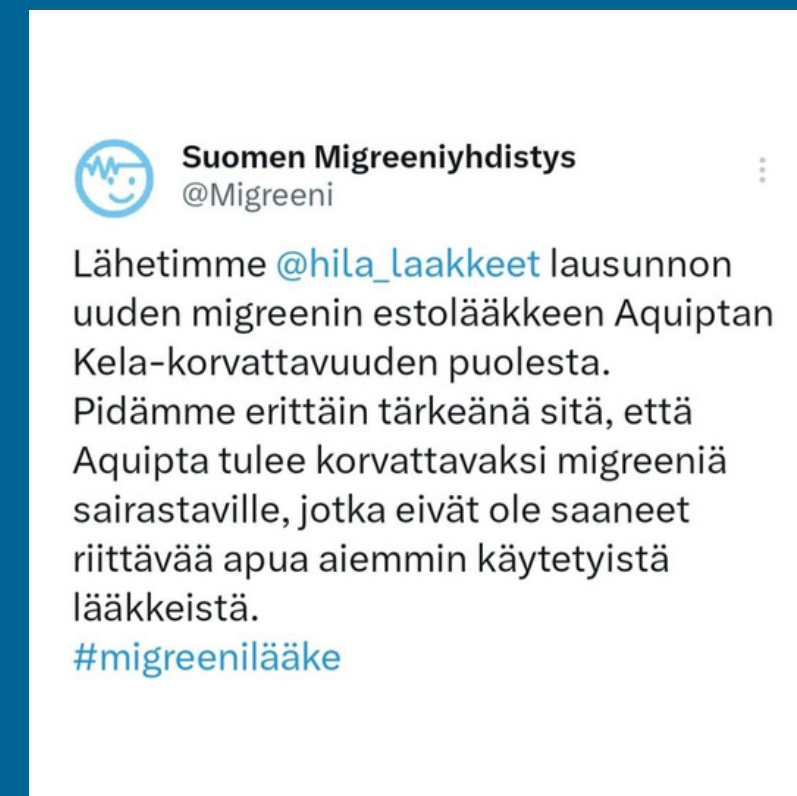 Suomen Migreeniyhdistys
@Migreeni
Lähetimme @hila_laakkeet lausunnon
uuden migreenin estolääkkeen Aquiptan
Kela-korvattavuuden puolesta.
Pidämme erittäin tärkeänä sitä, että
Aquipta tulee korvattavaksi migreeniä
sairastaville, jotka eivät ole saaneet
riittävää apua aiemmin käytetyistä
lääkkeistä.
#migreenilääke